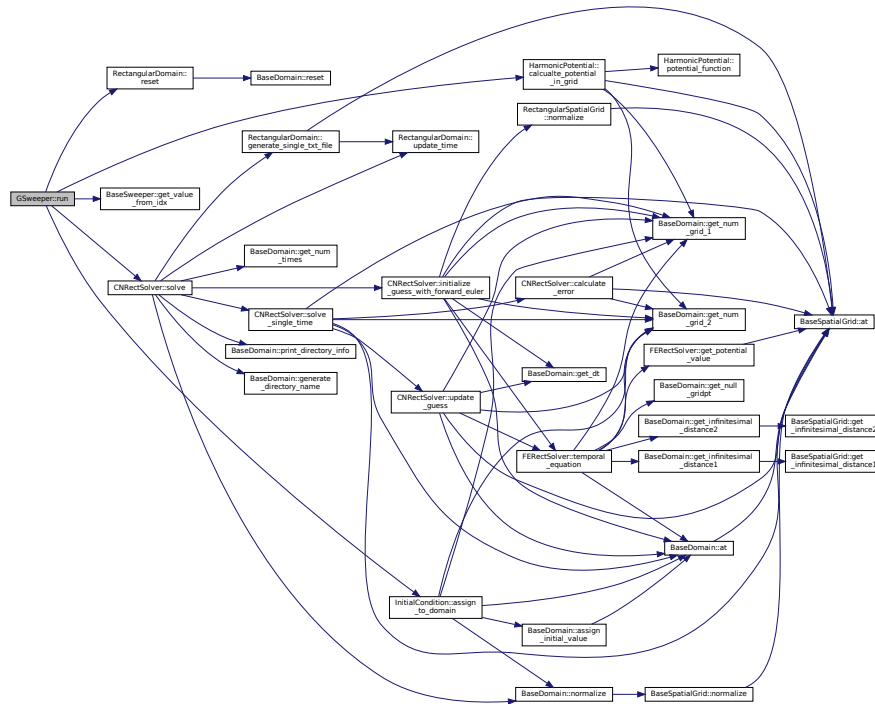 GSweeper::run
RectangularDomain::
reset
BaseDomain::reset
BaseSweeper::get_value
_from_idx
CNRectSolver::solve
RectangularDomain::
generate_single_txt_file
RectangularDomain::
update_time
BaseDomain::get_num
_times
CNRectSolver::solve
_single_time
BaseDomain::print_directory_info
BaseDomain::generate
_directory_name
CNRectSolver::initialize
_guess_with_forward_euler
CNRectSolver::update
_guess
InitialCondition::assign
_to_domain
HarmonicPotential::
calcualte_potential
_in_grid
HarmonicPotential::
potential_function
RectangularSpatialGrid
::normalize
CNRectSolver::calculate
_error
BaseDomain::get_dt
FERectSolver::temporal
_equation
BaseDomain::assign
_initial_value
BaseDomain::normalize
BaseDomain::get_num
_grid_1
BaseDomain::get_num
_grid_2
FERectSolver::get_potential
_value
BaseDomain::get_null
_gridpt
BaseDomain::get_infinitesimal
_distance2
BaseDomain::get_infinitesimal
_distance1
BaseDomain::at
BaseSpatialGrid::normalize
BaseSpatialGrid::at
BaseSpatialGrid::get
_infinitesimal_distance2
BaseSpatialGrid::get
_infinitesimal_distance1